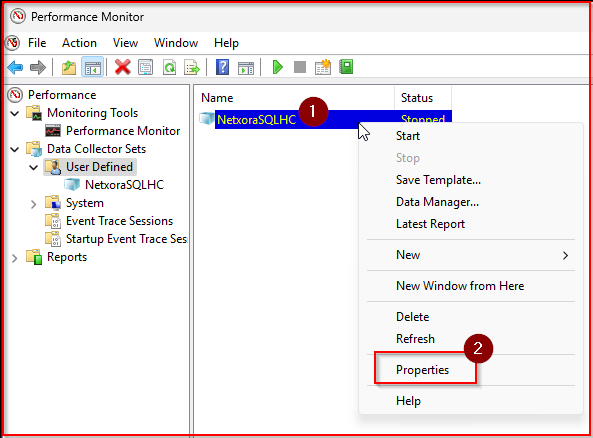 Performance Monitor
File Action View Window Help
Performance
Monitoring Tools
Performance Monitor
Data Collector Sets
User Defined
NetxoraSQLHC
System
Event Trace Sessions
Startup Event Trace Ses
Reports
Name Status
NetxoraSQLHC 1 Stopped
Start
Stop
Save Template...
Data Manager...
Latest Report
New
New Window from Here
Delete
Refresh
2
Properties
Help